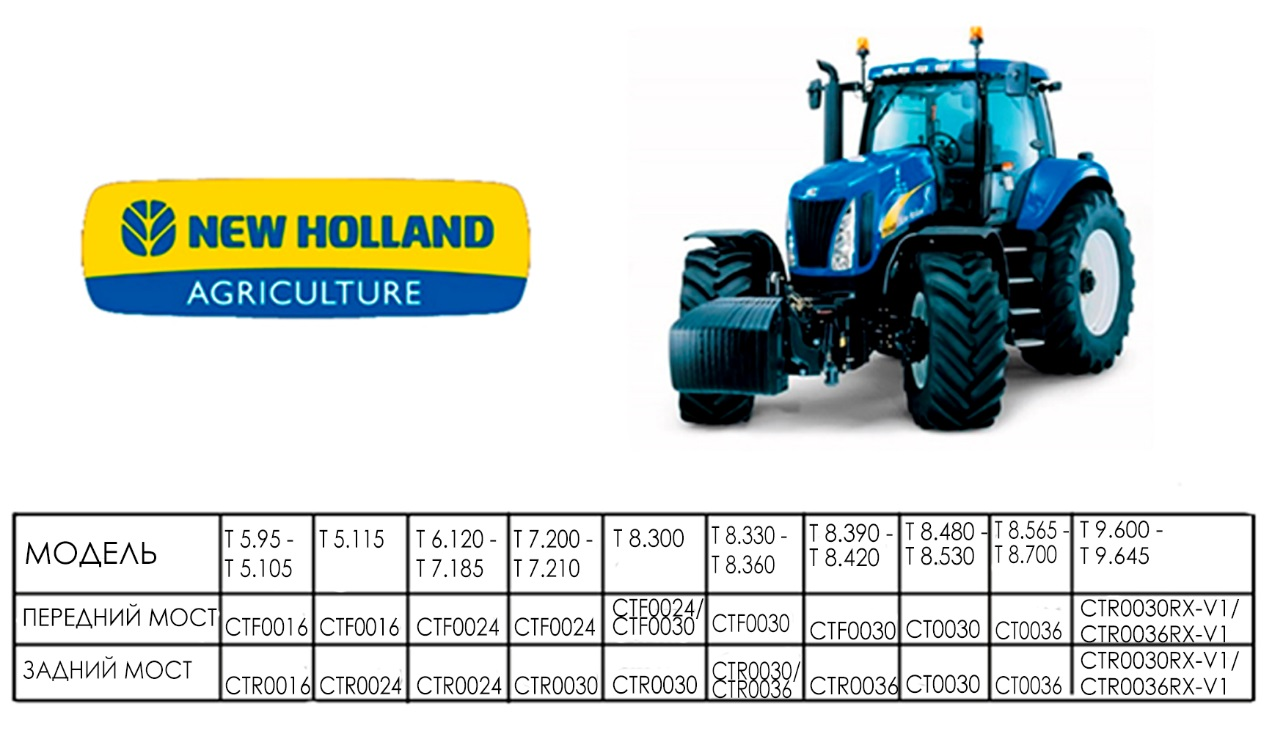 NEW HOLLAND
AGRICULTURE
МОДЕЛЬ
T 5.95 -
T 5.105
T 5.115
T 6.120 -
T 7.185
T 7.200 -
T 7.210
T 8.300
T 8.330 -
T 8.360
T 8.390 -
T 8.420
T 8.480 -
T 8.530
T 8.565 -
T 8.700
T 9.600 -
T 9.645
ПЕРЕДНИЙ МОСТ
CTF0016
CTF0016
CTF0024
CTF0024
CTF0024/
CTF0030
CTF0030
CTF0030
CT0030
CT0036
CTR0030RX-V1/
CTR0036RX-V1
ЗАДНИЙ МОСТ
CTR0016
CTR0024
CTR0024
CTR0030
CTR0030
CTR0030/
CTR0036
CTR0036
CT0030
CT0036
CTR0030RX-V1/
CTR0036RX-V1